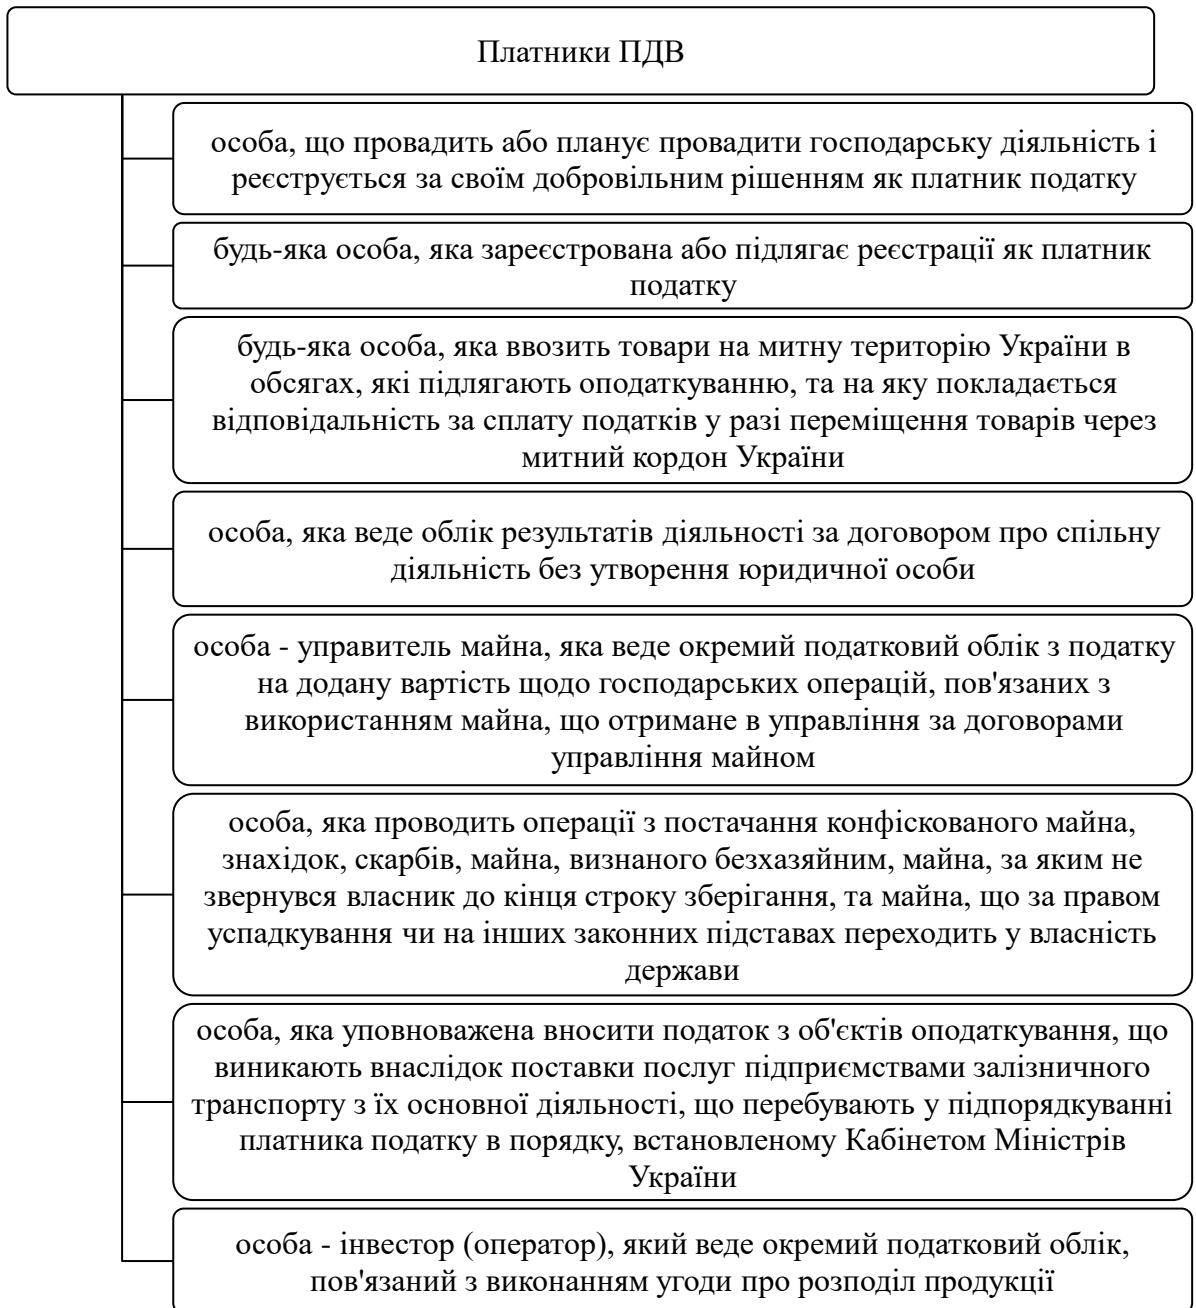 Платники ПДВ
особа, що провадить або планує провадити господарську діяльність і
реєструється за своїм добровільним рішенням як платник податку
будь-яка особа, яка зареєстрована або підлягає реєстрації як платник
податку
будь-яка особа, яка ввозить товари на митну територію України в
обсягах, які підлягають оподаткуванню, та на яку покладається
відповідальність за сплату податків у разі переміщення товарів через
митний кордон України
особа, яка веде облік результатів діяльності за договором про спільну
діяльність без утворення юридичної особи
особа - управитель майна, яка веде окремий податковий облік з податку
на додану вартість щодо господарських операцій, пов'язаних з
використанням майна, що отримане в управління за договорами
управління майном
особа, яка проводить операції з постачання конфіскованого майна,
знахідок, скарбів, майна, визнаного безхазяйним, майна, за яким не
звернувся власник до кінця строку зберігання, та майна, що за правом
успадкування чи на інших законних підставах переходить у власність
держави
особа, яка уповноважена вносити податок з об'єктів оподаткування, що
виникають внаслідок поставки послуг підприємствами залізничного
транспорту з їх основної діяльності, що перебувають у підпорядкуванні
платника податку в порядку, встановленому Кабінетом Міністрів
України
особа - інвестор (оператор), який веде окремий податковий облік,
пов'язаний з виконанням угоди про розподіл продукції